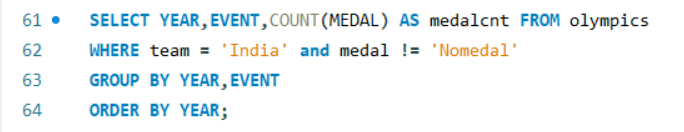 61 SELECT YEAR,EVENT,COUNT(MEDAL) AS medalcnt FROM olympics
62 WHERE team = 'India' and medal != 'Nomedal'
63 GROUP BY YEAR,EVENT
64 ORDER BY YEAR;